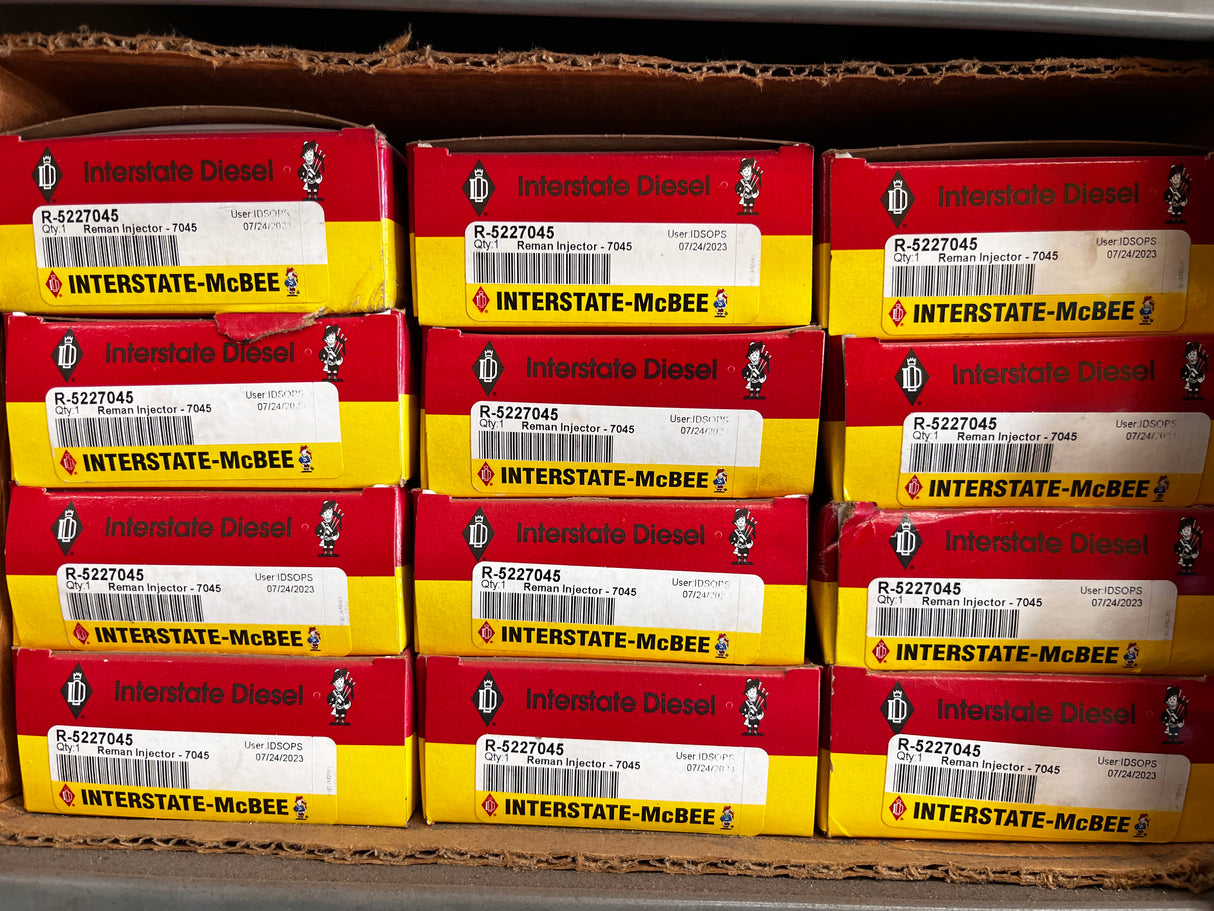 Interstate Diesel
R-5227045 User:IDSOPS
Qty:1 Reman Injector - 7045
INTERSTATE-McBEE
Interstate Diesel
R-5227045 User:IDSOPS
Qty:1 Reman Injector - 7045 07/24/2023
INTERSTATE-McBEE
Interstate Diesel
R-5227045 User:IDSOPS
Qty:1 Reman Injector - 7045 07/24/2023
INTERSTATE-McBEE
Interstate Diesel
R-5227045 User:IDSOPS
Qty:1 Reman Injector - 7045
INTERSTATE-McBEE
Interstate Diesel
R-5227045 User:IDSOPS
Qty:1 Reman Injector - 7045
INTERSTATE-McBEE
Interstate Diesel
R-5227045 User:IDSOPS
Qty:1 Reman Injector - 7045
INTERSTATE-McBEE
Interstate Diesel
R-5227045 User:IDSOPS
Qty:1 Reman Injector - 7045 07/24/2023
INTERSTATE-McBEE
Interstate Diesel
R-5227045 User:IDSOPS
Qty:1 Reman Injector - 7045
INTERSTATE-McBEE
Interstate Diesel
R-5227045 User:IDSOPS
Qty:1 Reman Injector - 7045 07/24/2023
INTERSTATE-McBEE
Interstate Diesel
R-5227045 User:IDSOPS
Qty:1 Reman Injector - 7045 07/24/2023
INTERSTATE-McBEE
Interstate Diesel
R-5227045 User:IDSOPS
Qty:1 Reman Injector - 7045
INTERSTATE-McBEE
Interstate Diesel
R-5227045 User:IDSOPS
Qty:1 Reman Injector - 7045 07/24/2023
INTERSTATE-McBEE